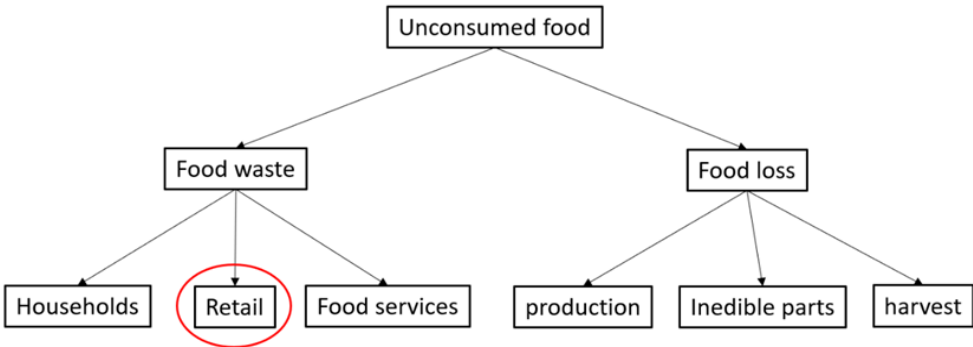 Unconsumed food
Food waste
Food loss
Households
Retail
Food services
production
Inedible parts
harvest